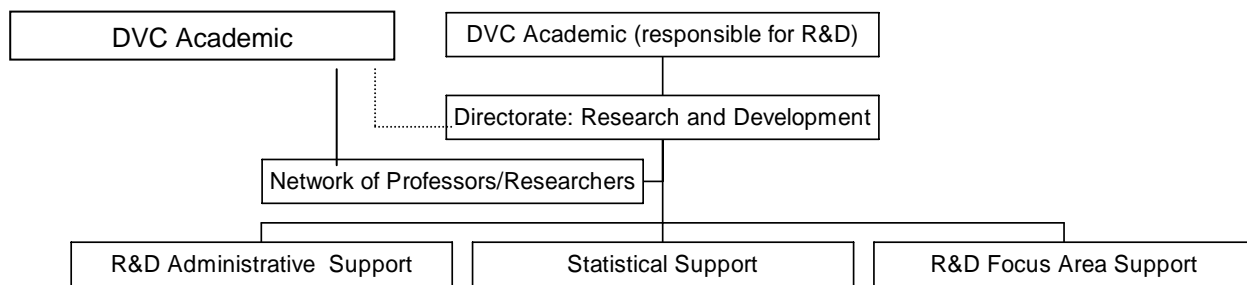 DVC Academic
DVC Academic (responsible for R&D)
Directorate: Research and Development
Network of Professors/Researchers
R&D Administrative Support
Statistical Support
R&D Focus Area Support